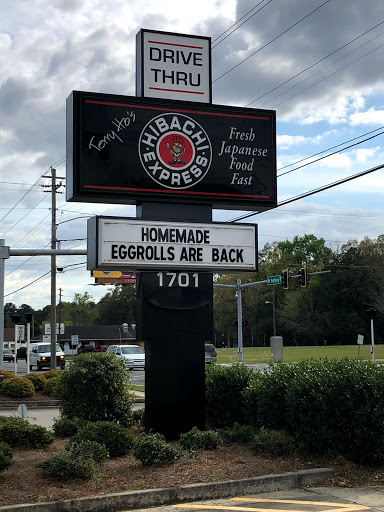 DRIVE
THRU
Terry Ho's
HIBACHI
EXPRESS
Fresh
Japanese
Food
Fast
HOMEMADE
EGGROLLS ARE BACK
1701